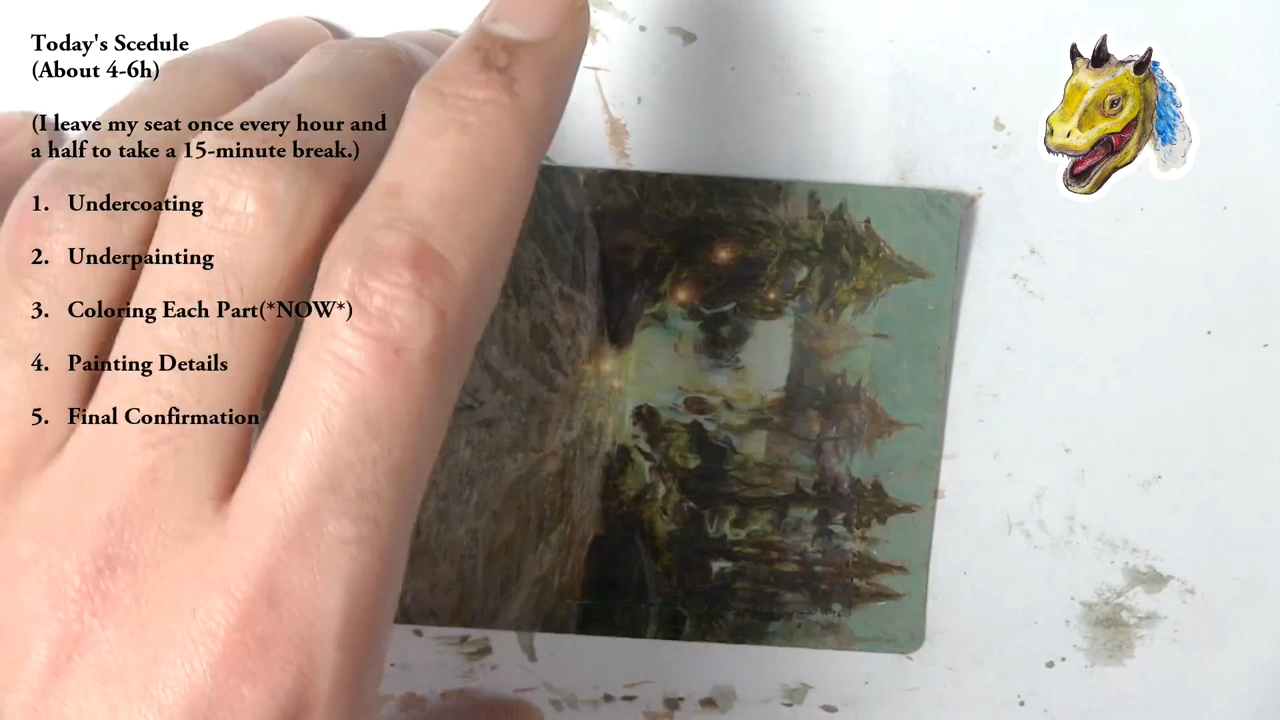 Today's Scedule
(About 4-6h)
(I leave my seat once every hour and
a half to take a 15-minute break.)
1. Undercoating
2. Underpainting
3. Coloring Each Part(*NOW*)
4. Painting Details
5. Final Confirmation